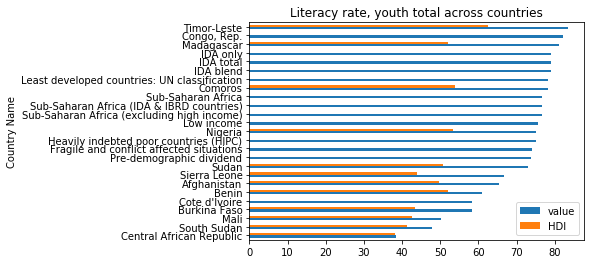 Literacy rate, youth total across countries
Country Name
Timor-Leste
Congo, Rep.
Madagascar
IDA only
IDA total
IDA blend
Least developed countries: UN classification
Comoros
Sub-Saharan Africa
Sub-Saharan Africa (IDA & IBRD countries)
Sub-Saharan Africa (excluding high income)
Low income
Nigeria
Heavily indebted poor countries (HIPC)
Fragile and conflict affected situations
Pre-demographic dividend
Sudan
Sierra Leone
Afghanistan
Benin
Cote d'Ivoire
Burkina Faso
Mali
South Sudan
Central African Republic
value
HDI
0 10 20 30 40 50 60 70 80